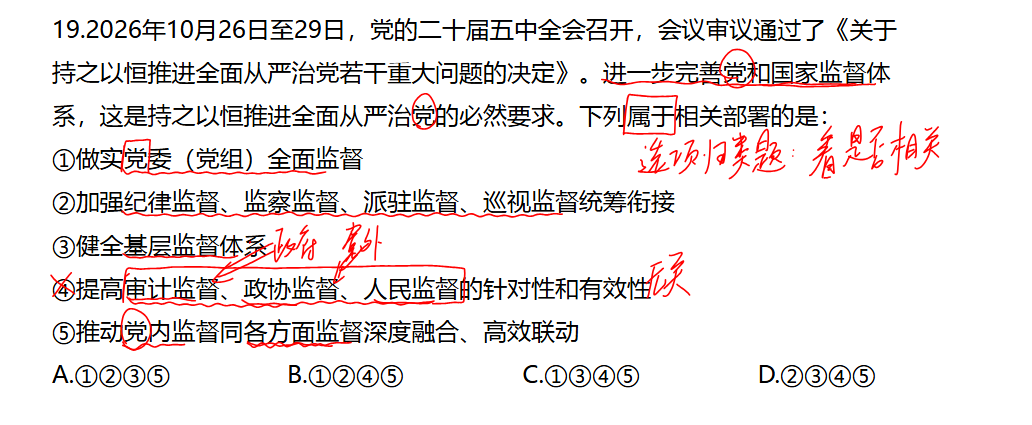 19.2026年10月26日至29日，党的二十届五中全会召开，会议审议通过了《关于
持之以恒推进全面从严治党若干重大问题的决定》。进一步完善党和国家监督体
系，这是持之以恒推进全面从严治党的必然要求。下列属于相关部署的是：
选项归类题：看是否相关
①做实党委（党组）全面监督
②加强纪律监督、监察监督、派驻监督、巡视监督统筹衔接
③健全基层监督体系 政府 党外
④提高审计监督、政协监督、人民监督的针对性和有效性 无关
⑤推动党内监督同各方面监督深度融合、高效联动
A.①②③⑤ B.①②④⑤ C.①③④⑤ D.②③④⑤